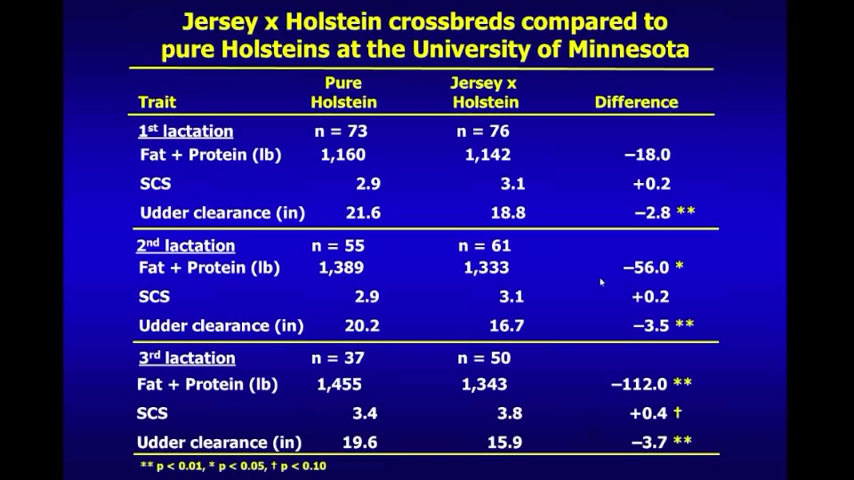 Jersey x Holstein crossbreds compared to
pure Holsteins at the University of Minnesota
Pure Jersey x
Trait Holstein Holstein Difference
1st lactation n = 73 n = 76
Fat + Protein (lb) 1,160 1,142 –18.0
SCS 2.9 3.1 +0.2
Udder clearance (in) 21.6 18.8 –2.8 **
2nd lactation n = 55 n = 61
Fat + Protein (lb) 1,389 1,333 –56.0 *
SCS 2.9 3.1 +0.2
Udder clearance (in) 20.2 16.7 –3.5 **
3rd lactation n = 37 n = 50
Fat + Protein (lb) 1,455 1,343 –112.0 **
SCS 3.4 3.8 +0.4 †
Udder clearance (in) 19.6 15.9 –3.7 **
** p < 0.01, * p < 0.05, † p < 0.10